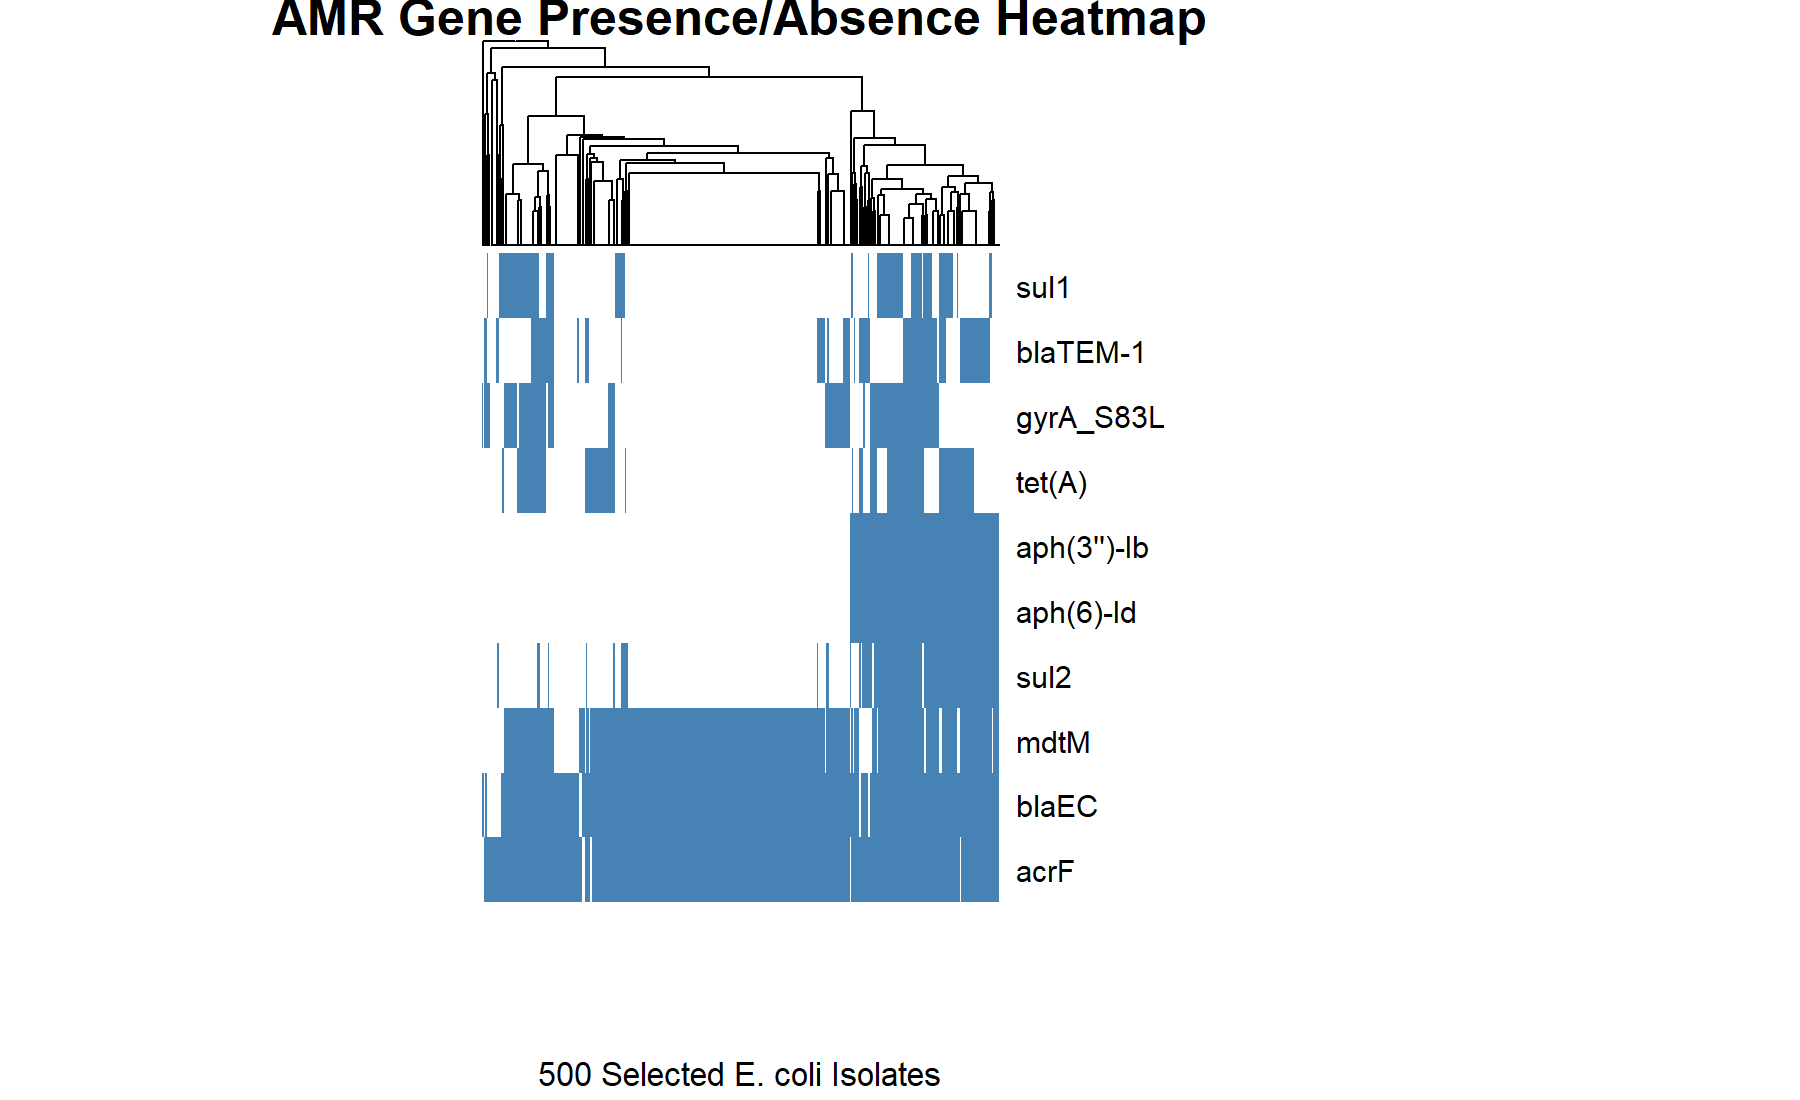 AMR Gene Presence/Absence Heatmap
sul1
blaTEM-1
gyrA_S83L
tet(A)
aph(3'')-Ib
aph(6)-Id
sul2
mdtM
blaEC
acrF
500 Selected E. coli Isolates